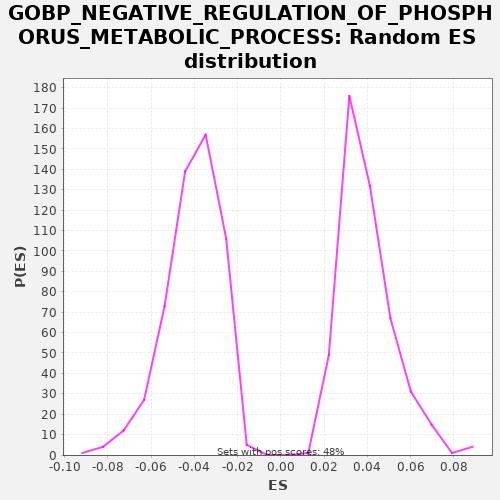 GOBP_NEGATIVE_REGULATION_OF_PHOSPH
ORUS_METABOLIC_PROCESS: Random ES
distribution
180
170
160
150
140
130
120
110
100
90
80
70
60
50
40
30
20
10
0
P(ES)
Sets with pos scores: 48%
-0.10 -0.08 -0.06 -0.04 -0.02 0.00 0.02 0.04 0.06 0.08
ES